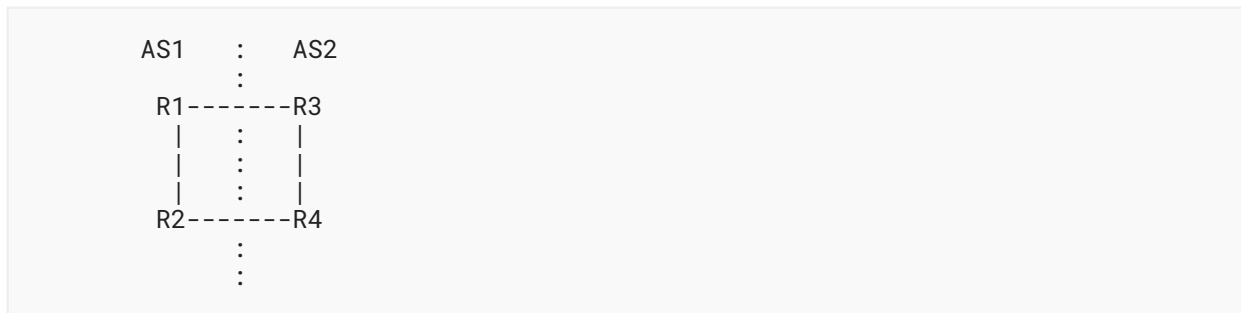 AS1   :   AS2
      :
R1-------R3
 |    :   |
 |    :   |
 |    :   |
R2-------R4
      :
      :